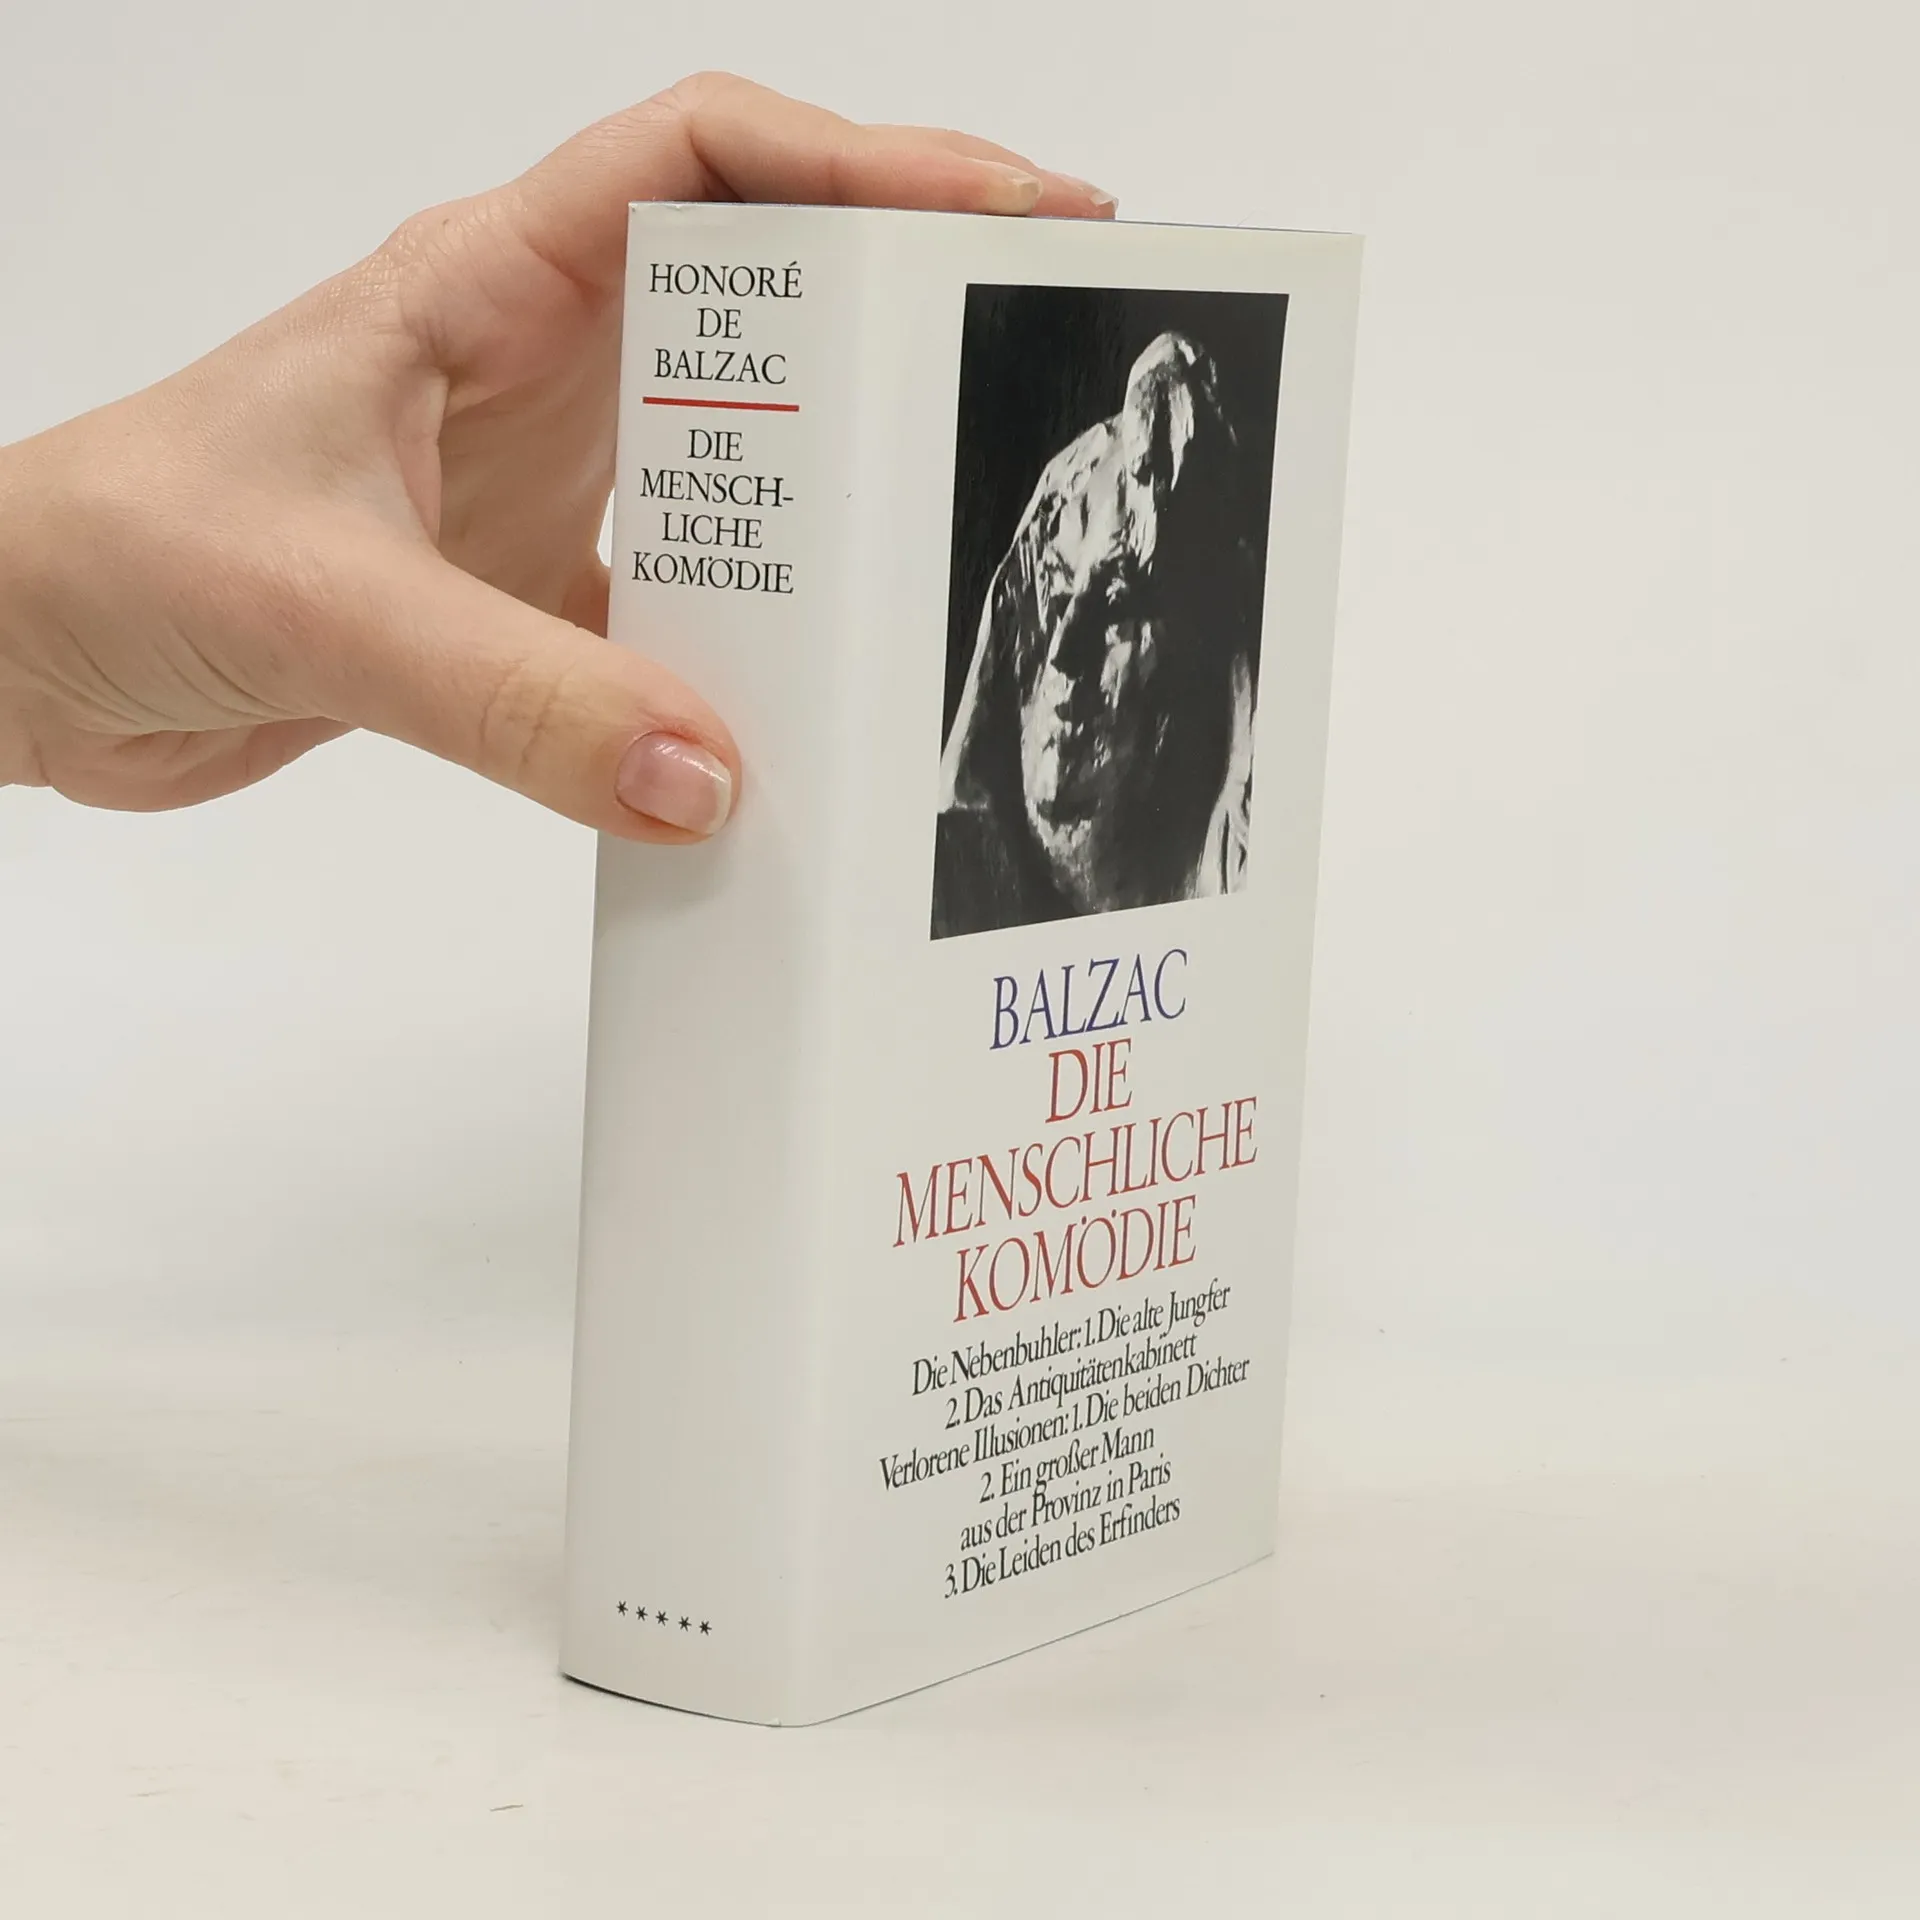 HONORÉ
DE
BALZAC
DIE
MENSCH-
LICHE
KOMÖDIE
*****
BALZAC
DIE
MENSCHLICHE
KOMÖDIE
Die Nebenbuhler: 1. Die alte Jungfer
2. Das Antiquitätenkabinett
Verlorene Illusionen: 1. Die beiden Dichter
2. Ein großer Mann
aus der Provinz in Paris
3. Die Leiden des Erfinders